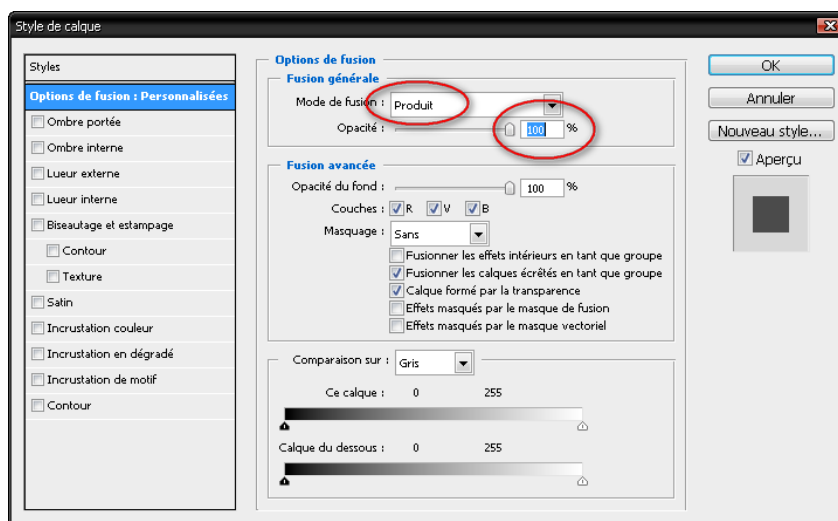 Style de calque
Styles
Options de fusion : Personnalisées
Ombre portée
Ombre interne
Lueur externe
Lueur interne
Biseautage et estampage
Contour
Texture
Satin
Incrustation couleur
Incrustation en dégradé
Incrustation de motif
Contour
Options de fusion
Fusion générale
Mode de fusion : Produit
Opacité : 100 %
Fusion avancée
Opacité du fond : 100 %
Couches : R V B
Masquage : Sans
Fusionner les effets intérieurs en tant que groupe
Fusionner les calques écrêtés en tant que groupe
Calque formé par la transparence
Effets masqués par le masque de fusion
Effets masqués par le masque vectoriel
Comparaison sur : Gris
Ce calque : 0 255
Calque du dessous : 0 255
OK
Annuler
Nouveau style...
Aperçu